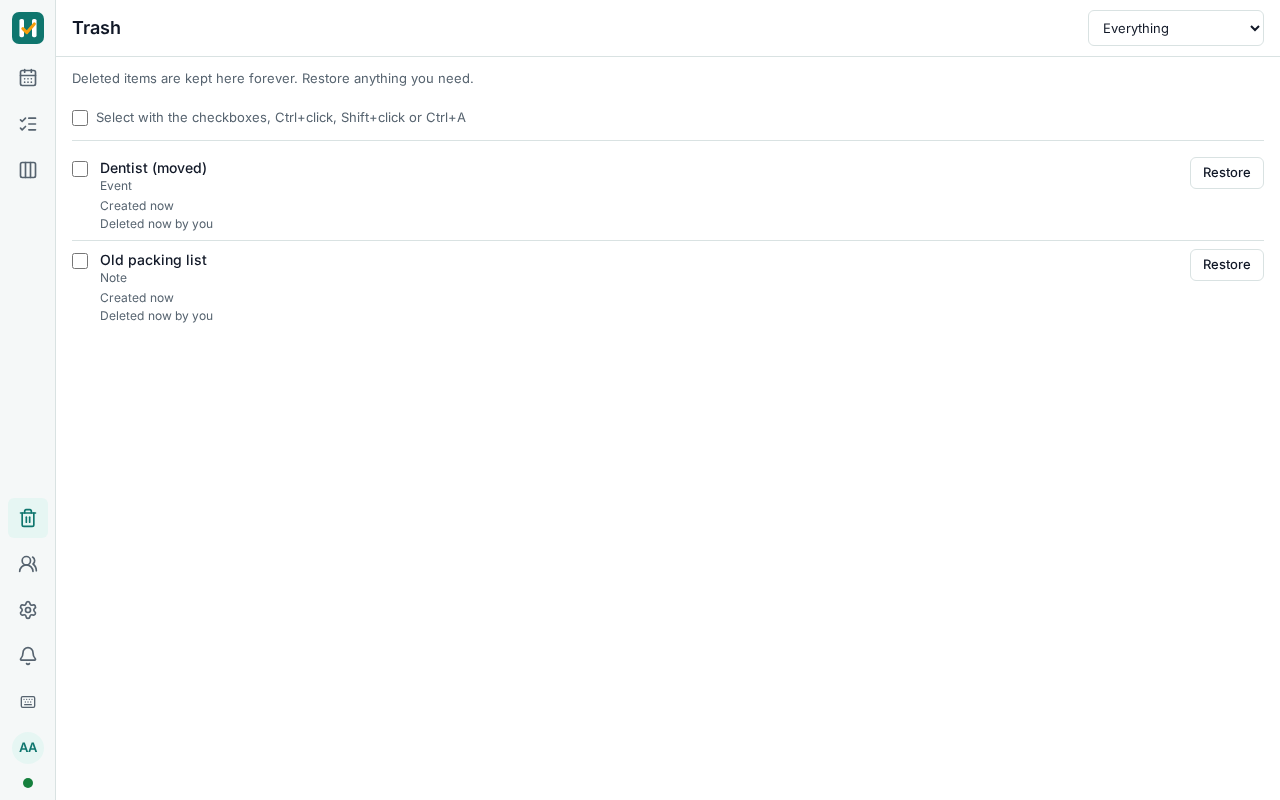 Trash
Everything
Deleted items are kept here forever. Restore anything you need.
Select with the checkboxes, Ctrl+click, Shift+click or Ctrl+A
Dentist (moved)
Restore
Event
Created now
Deleted now by you
Old packing list
Restore
Note
Created now
Deleted now by you
AA